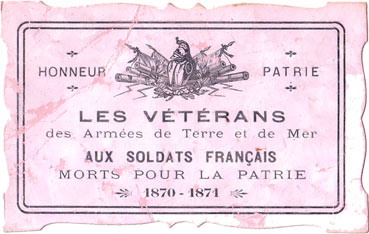 HONNEUR PATRIE
LES VÉTÉRANS
des Armées de Terre et de Mer
AUX SOLDATS FRANÇAIS
MORTS POUR LA PATRIE
1870-1871